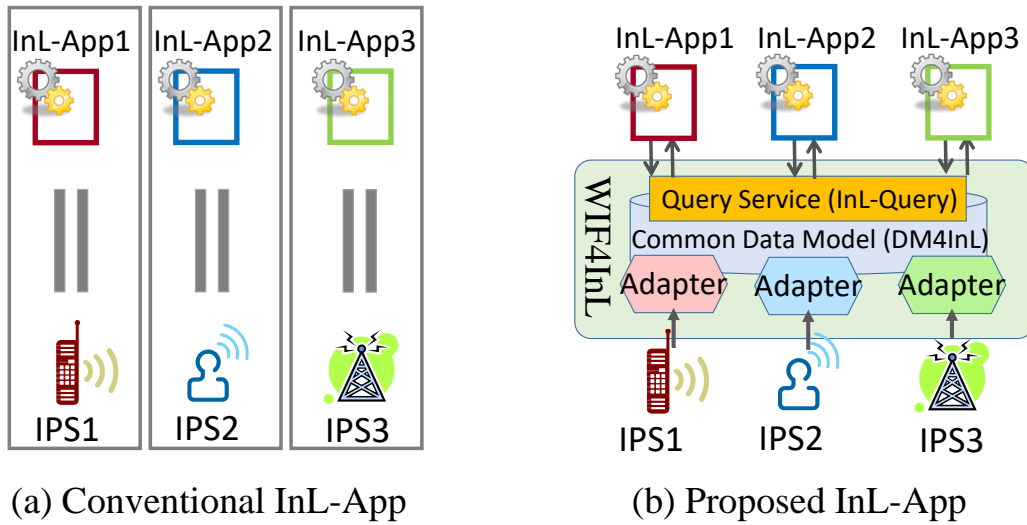 InL-App1
InL-App2
InL-App3
IPS1
IPS2
IPS3
(a) Conventional InL-App
InL-App1
InL-App2
InL-App3
WIF4InL
Query Service (InL-Query)
Common Data Model (DM4InL)
Adapter
Adapter
Adapter
IPS1
IPS2
IPS3
(b) Proposed InL-App